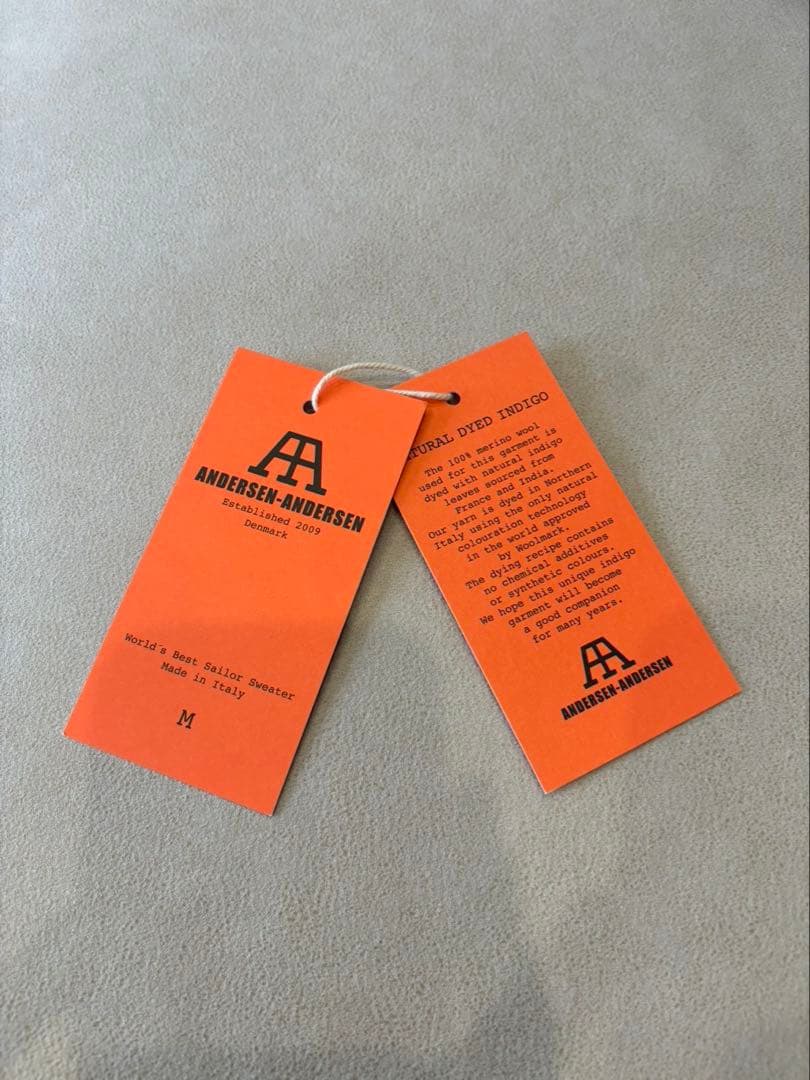 ANDERSEN-ANDERSEN
Established 2009
Denmark
World´s Best Sailor Sweater
Made in Italy
M
TURAL DYED INDIGO
The 100% merino wool
used for this garment is
dyed with natural indigo
leaves sourced from
France and India.
Our yarn is dyed in Northern
Italy using the only natural
colouration technology
in the world approved
by Woolmark.
The dying recipe contains
no chemical additives
or synthetic colours.
We hope this unique indigo
garment will become
a good companion
for many years.
ANDERSEN-ANDERSEN